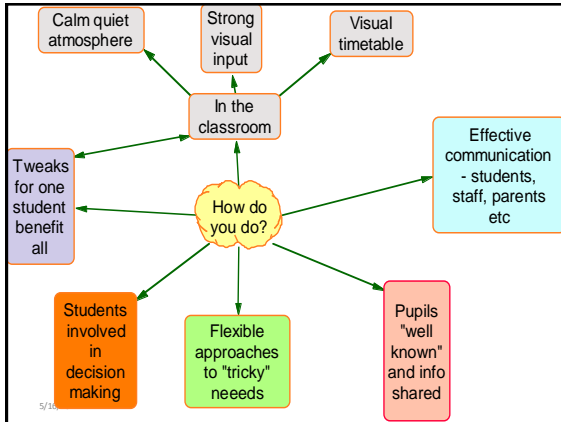 Calm quiet
atmosphere
Strong
visual
input
Visual
timetable
In the
classroom
Tweaks
for one
student
benefit
all
How do
you do?
Effective
communication
- students,
staff, parents
etc
Students
involved
in
decision
making
Flexible
approaches
to "tricky"
neeeds
Pupils
"well
known"
and info
shared